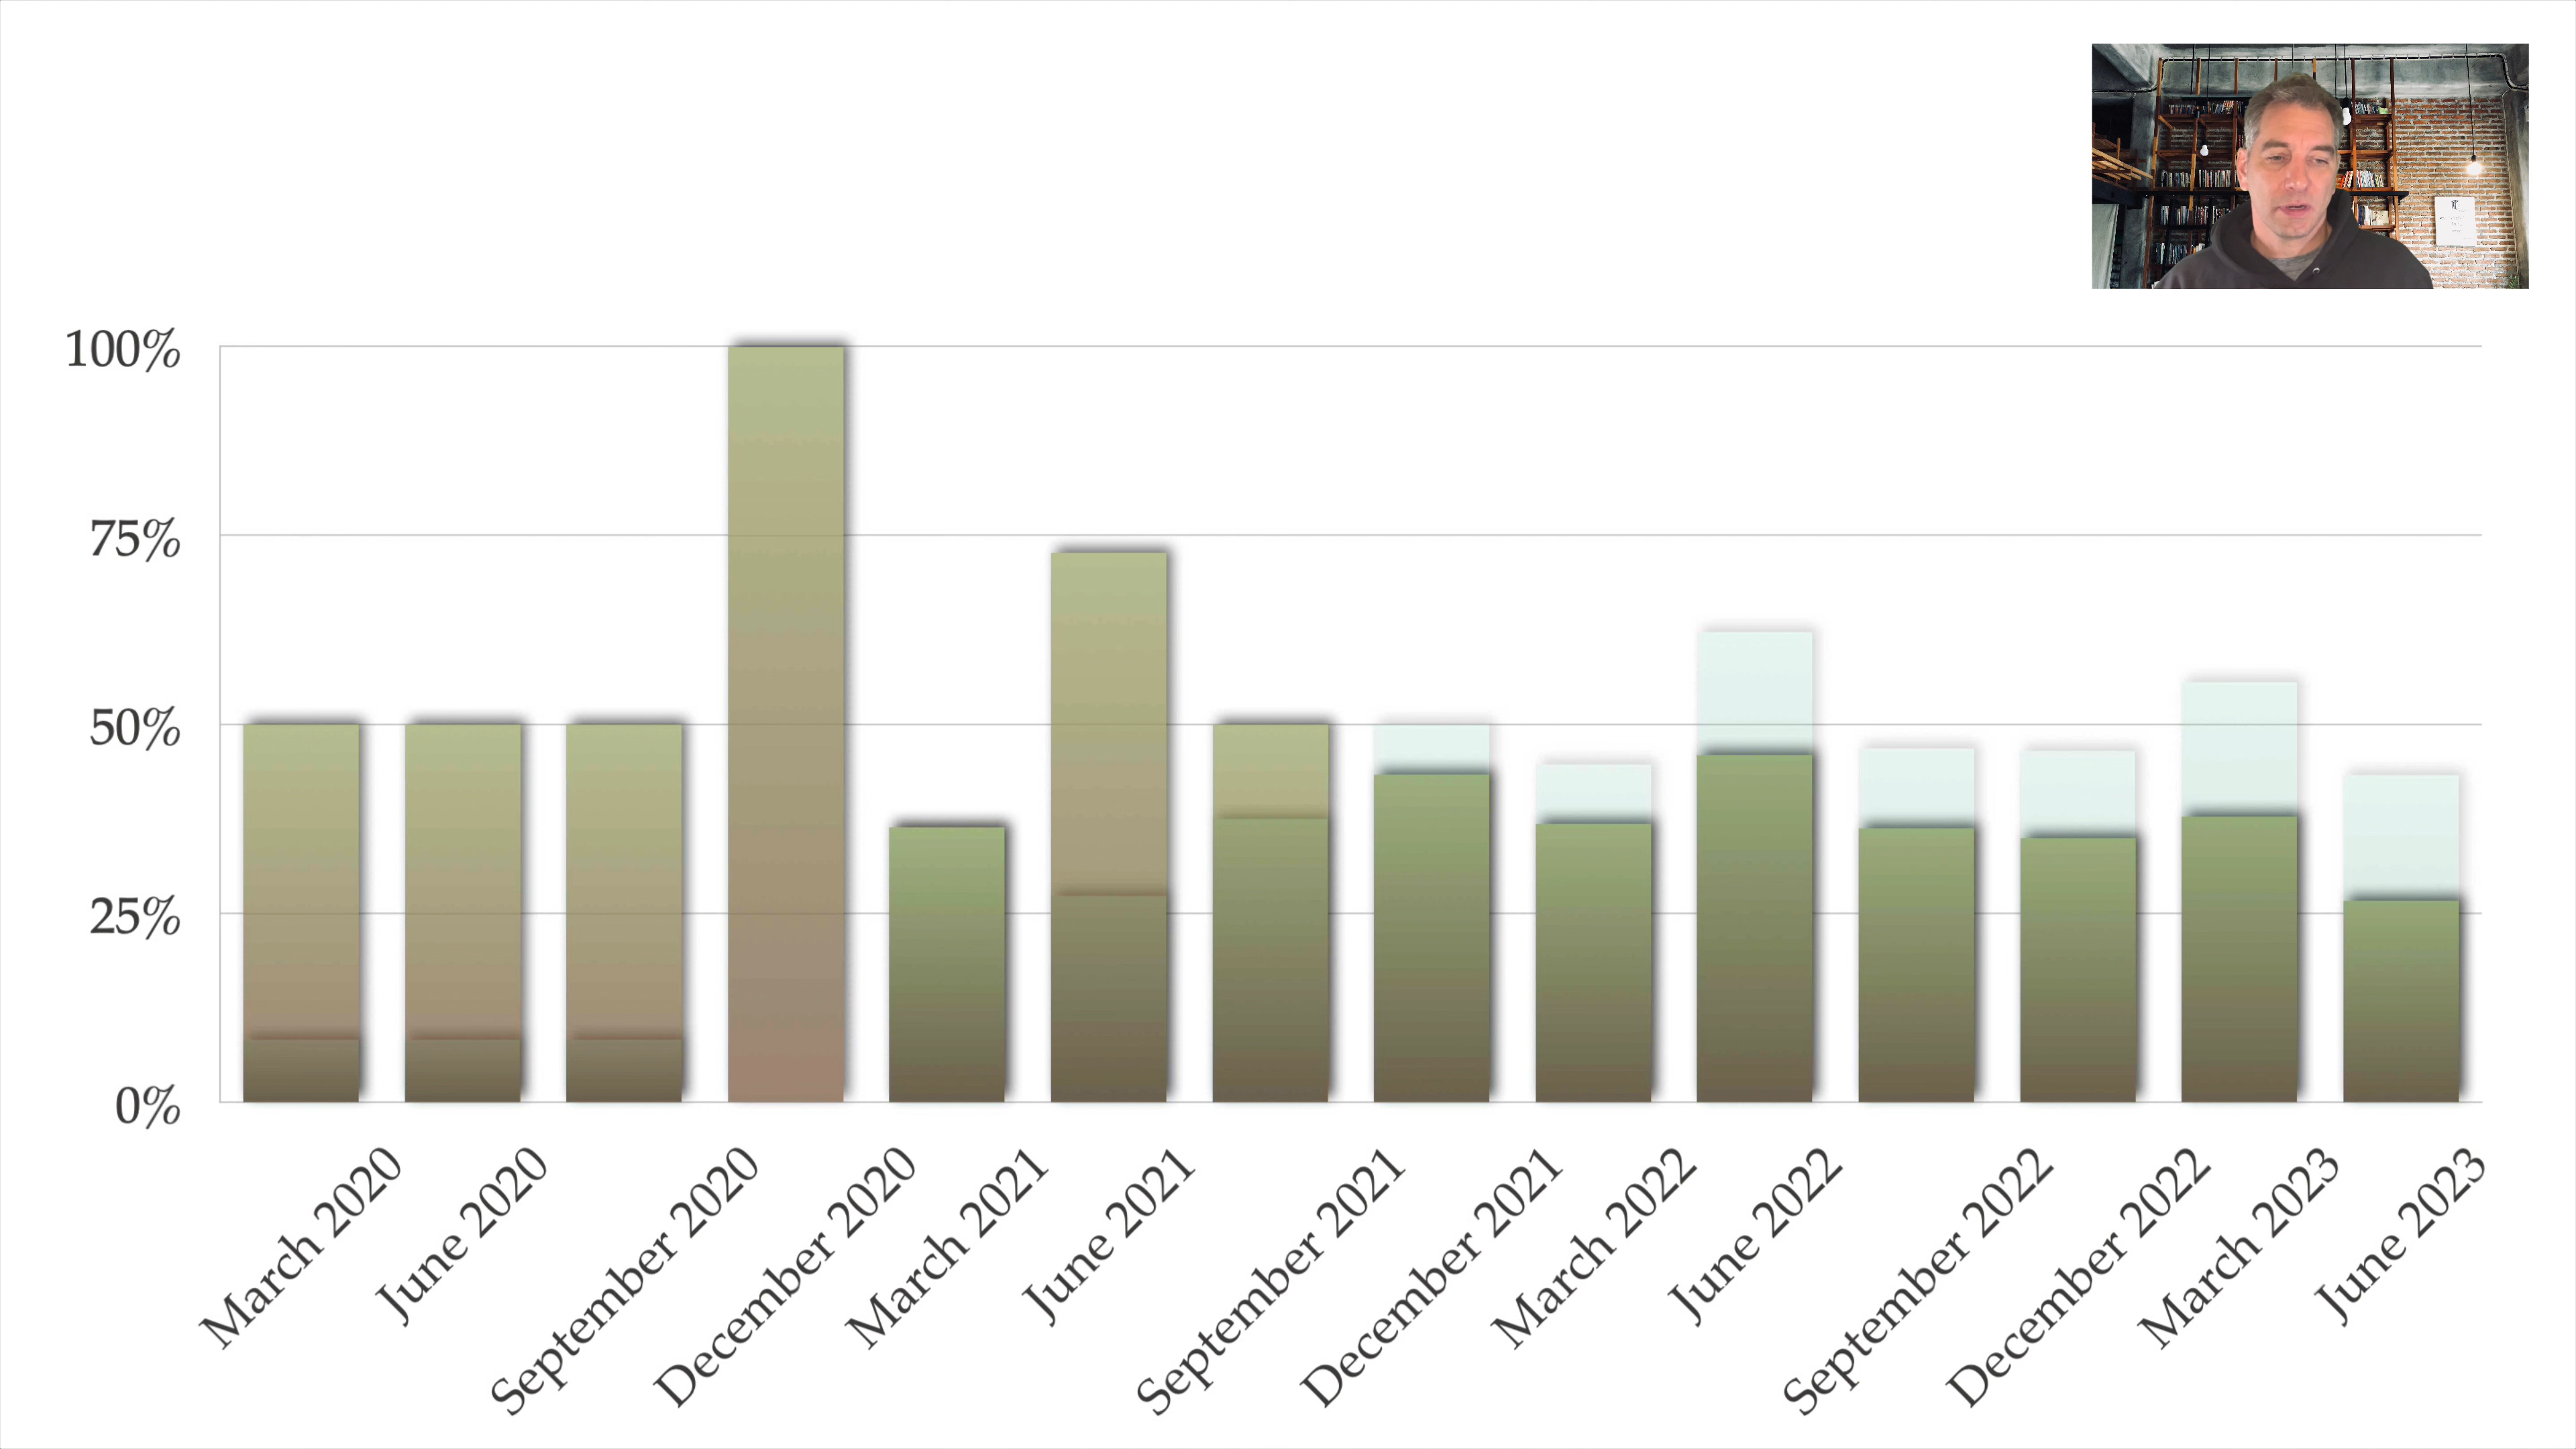 100%
75%
50%
25%
0%
March 2020
June 2020
September 2020
December 2020
March 2021
June 2021
September 2021
December 2021
March 2022
June 2022
September 2022
December 2022
March 2023
June 2023